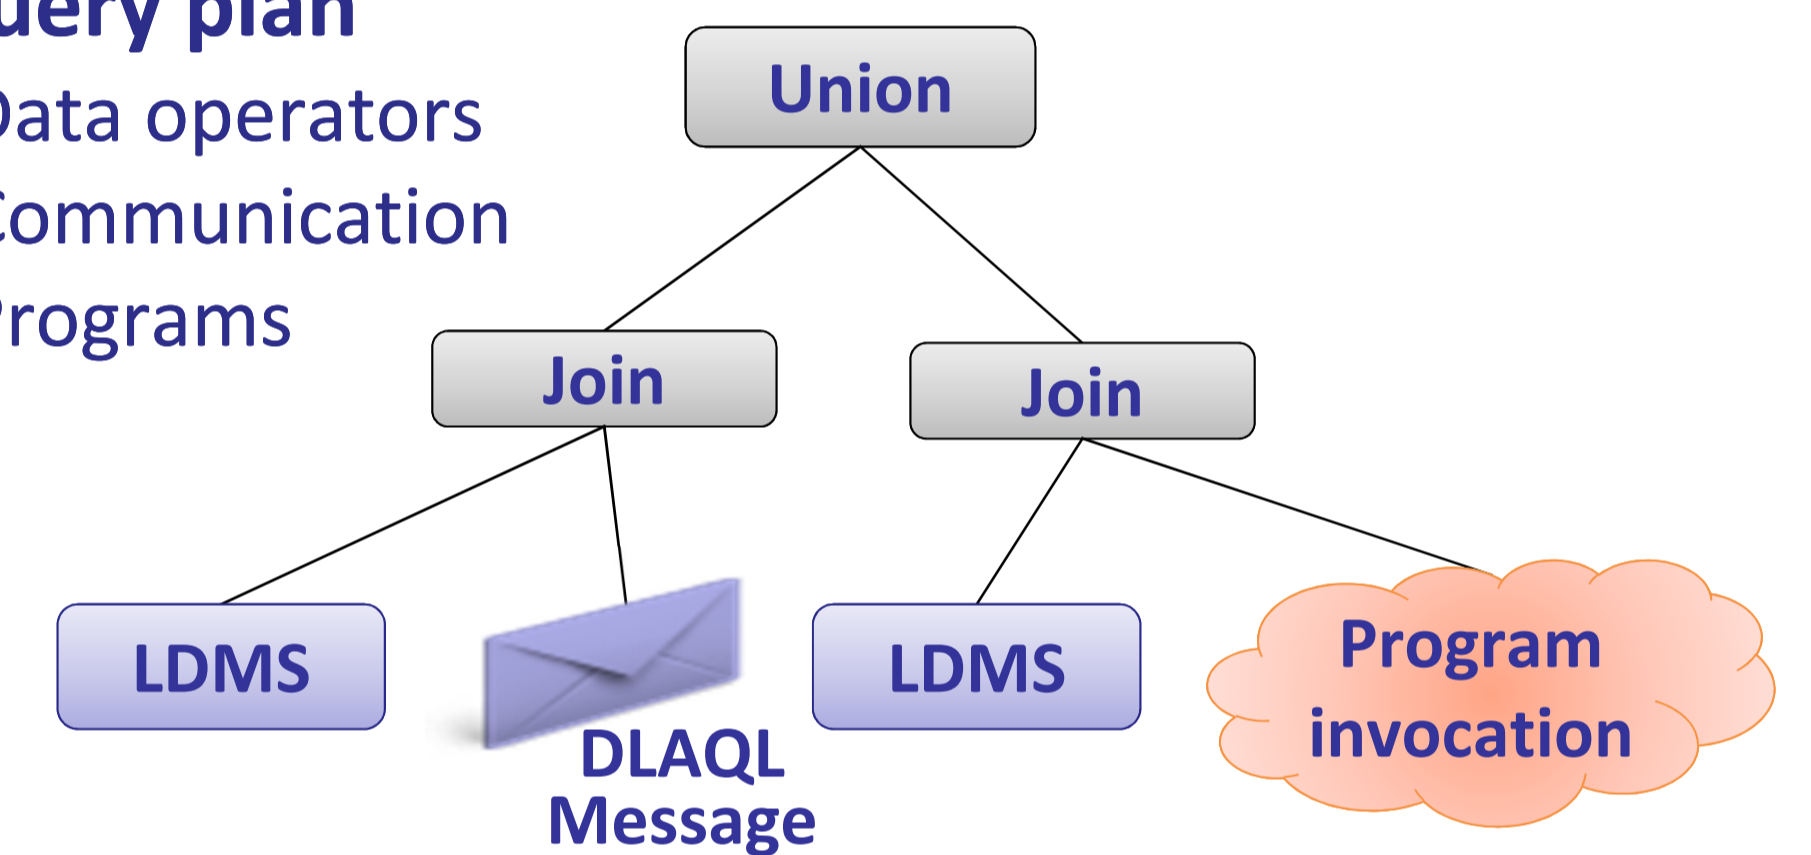 uery plan
Data operators
Communication
Programs
Union
Join
Join
LDMS
LDMS
DLAQL
Message
Program
invocation